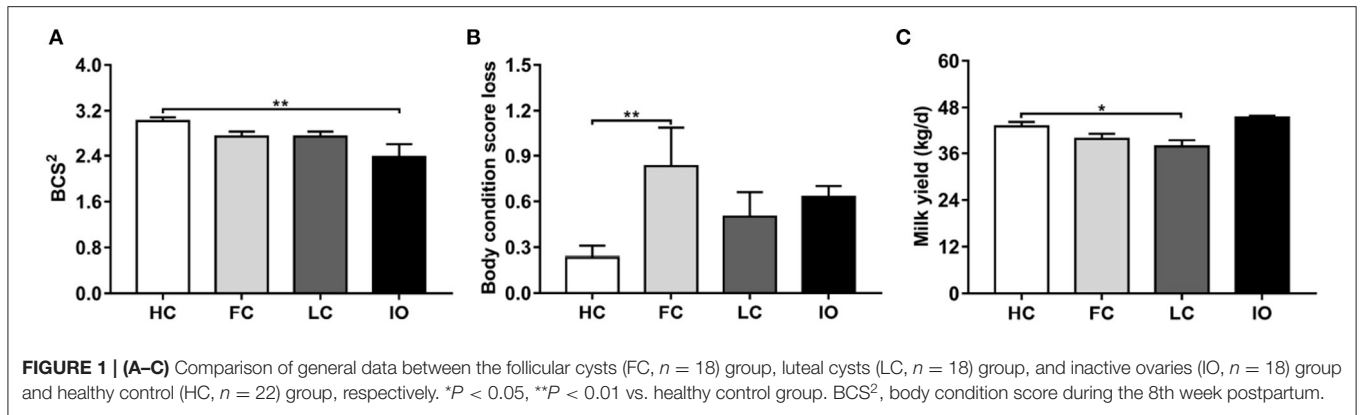 A
B
C
4.0
3.2
2.4
1.6
0.8
0.0
BCS²
**
HC FC LC IO
1.5
1.2
0.9
0.6
0.3
0.0
Body condition score loss
**
HC FC LC IO
60
48
36
24
12
0
Milk yield (kg/d)
*
HC FC LC IO
FIGURE 1 | (A–C) Comparison of general data between the follicular cysts (FC, n = 18) group, luteal cysts (LC, n = 18) group, and inactive ovaries (IO, n = 18) group
and healthy control (HC, n = 22) group, respectively. *P < 0.05, **P < 0.01 vs. healthy control group. BCS², body condition score during the 8th week postpartum.